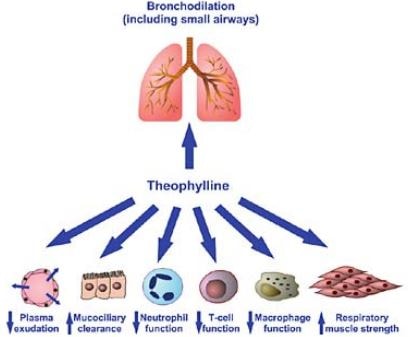 Bronchodilation
(including small airways)
Theophylline
Plasma
exudation
Mucociliary
clearance
Neutrophil
function
T-cell
function
Macrophage
function
Respiratory
muscle strength